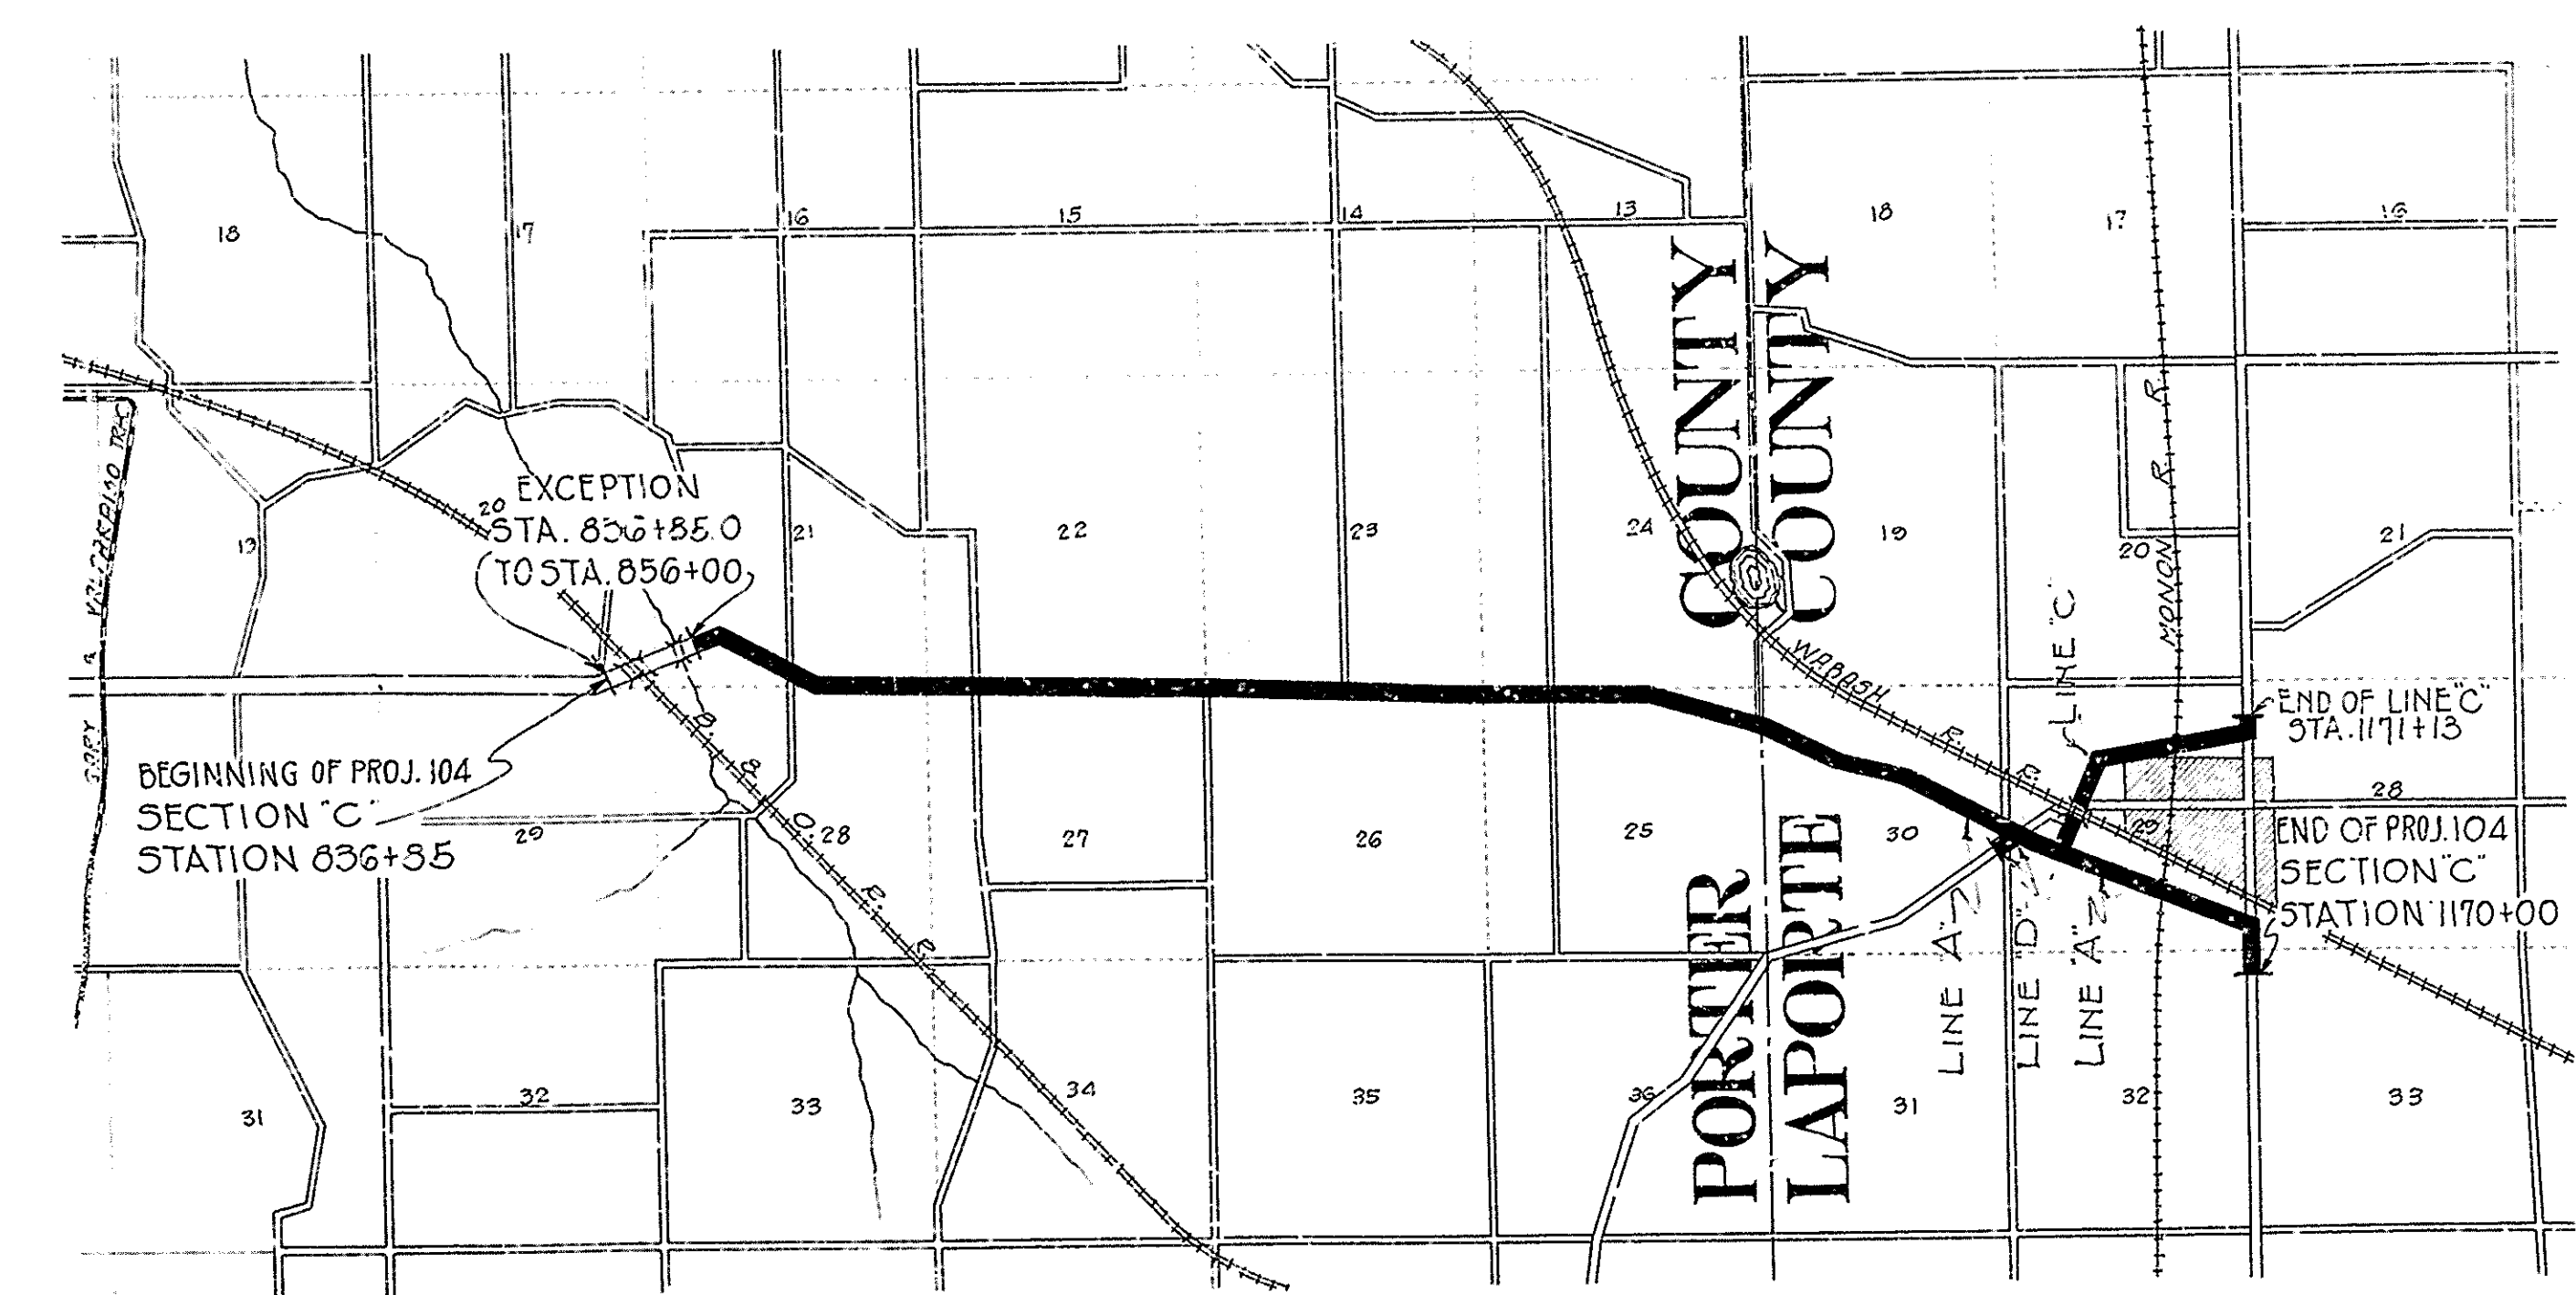 18
17
16
15
14
13
18
17
16
COUNTY
COUNTY
EXCEPTION
STA. 836+85.0
TO STA. 856+00
19
20
21
22
23
24
19
20
21
R. R.
MONON
WABASH R. R.
LINE "C"
END OF LINE "C"
STA. 1171+13
BEGINNING OF PROJ. 104
SECTION "C"
STATION 836+85
B. & O. R. R.
29
28
27
26
25
30
29
28
END OF PROJ. 104
SECTION "C"
STATION 1170+00
PORTER
LAPORTE
LINE "A"
LINE "D"
LINE "A"
31
32
33
34
35
36
31
32
33